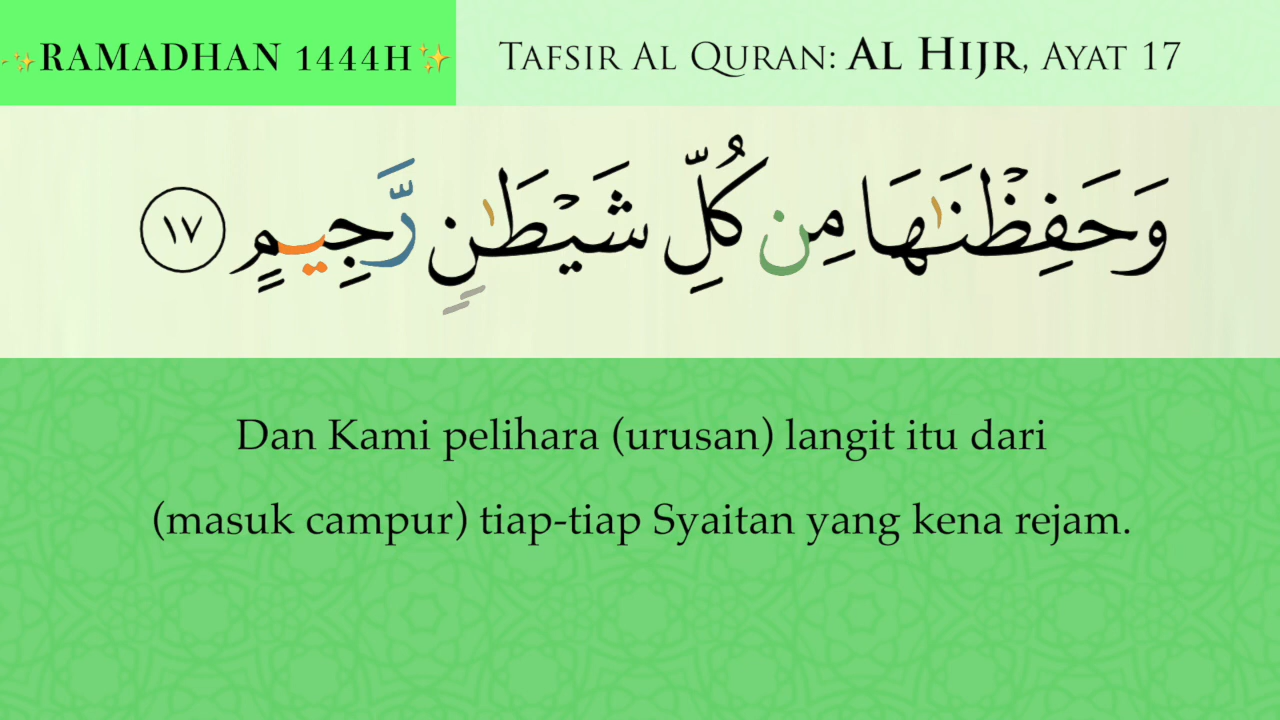 ✨RAMADHAN 1444H✨
TAFSIR AL QURAN: AL HIJR, AYAT 17
وَحَفِظْنَٰهَا مِن كُلِّ شَيْطَٰنٍ رَّجِيمٍ ١٧
Dan Kami pelihara (urusan) langit itu dari
(masuk campur) tiap-tiap Syaitan yang kena rejam.